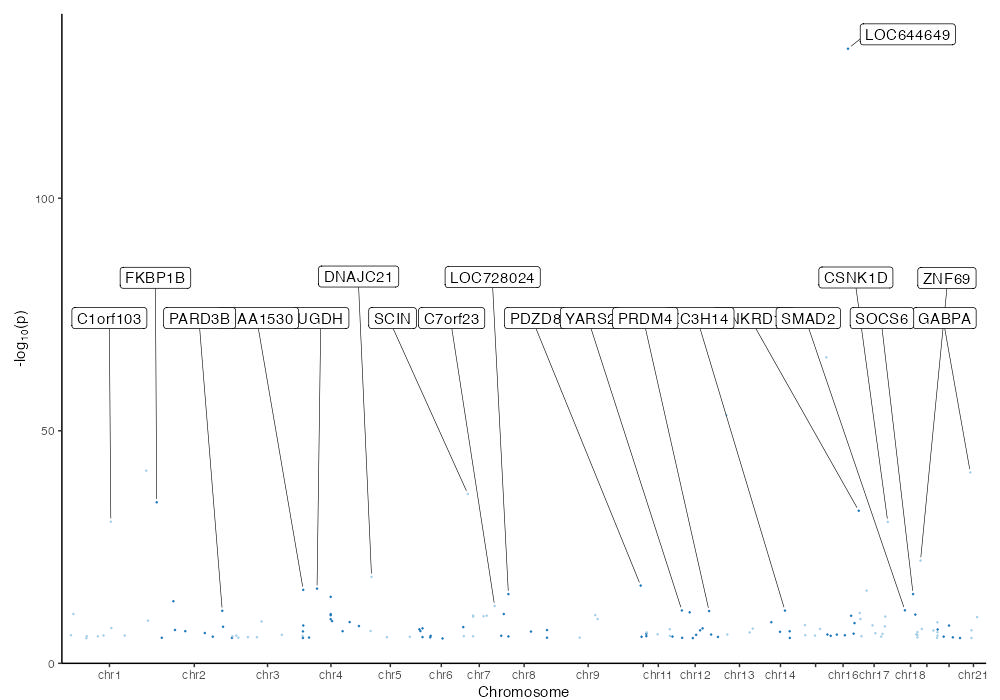 LOC644649
100
FKBP1B
DNAJC21
LOC728024
CSNK1D
ZNF69
C1orf103
PARD3B
AA1530
UGDH
SCIN
C7orf23
PDZD8
YARS2
PRDM4
C3H14
NKRD
SMAD2
SOCS6
GABPA
-log10(p)
50
0
chr1
chr2
chr3
chr4
chr5
chr6
chr7
chr8
chr9
chr11
chr12
chr13
chr14
chr16
chr17
chr18
chr21
Chromosome